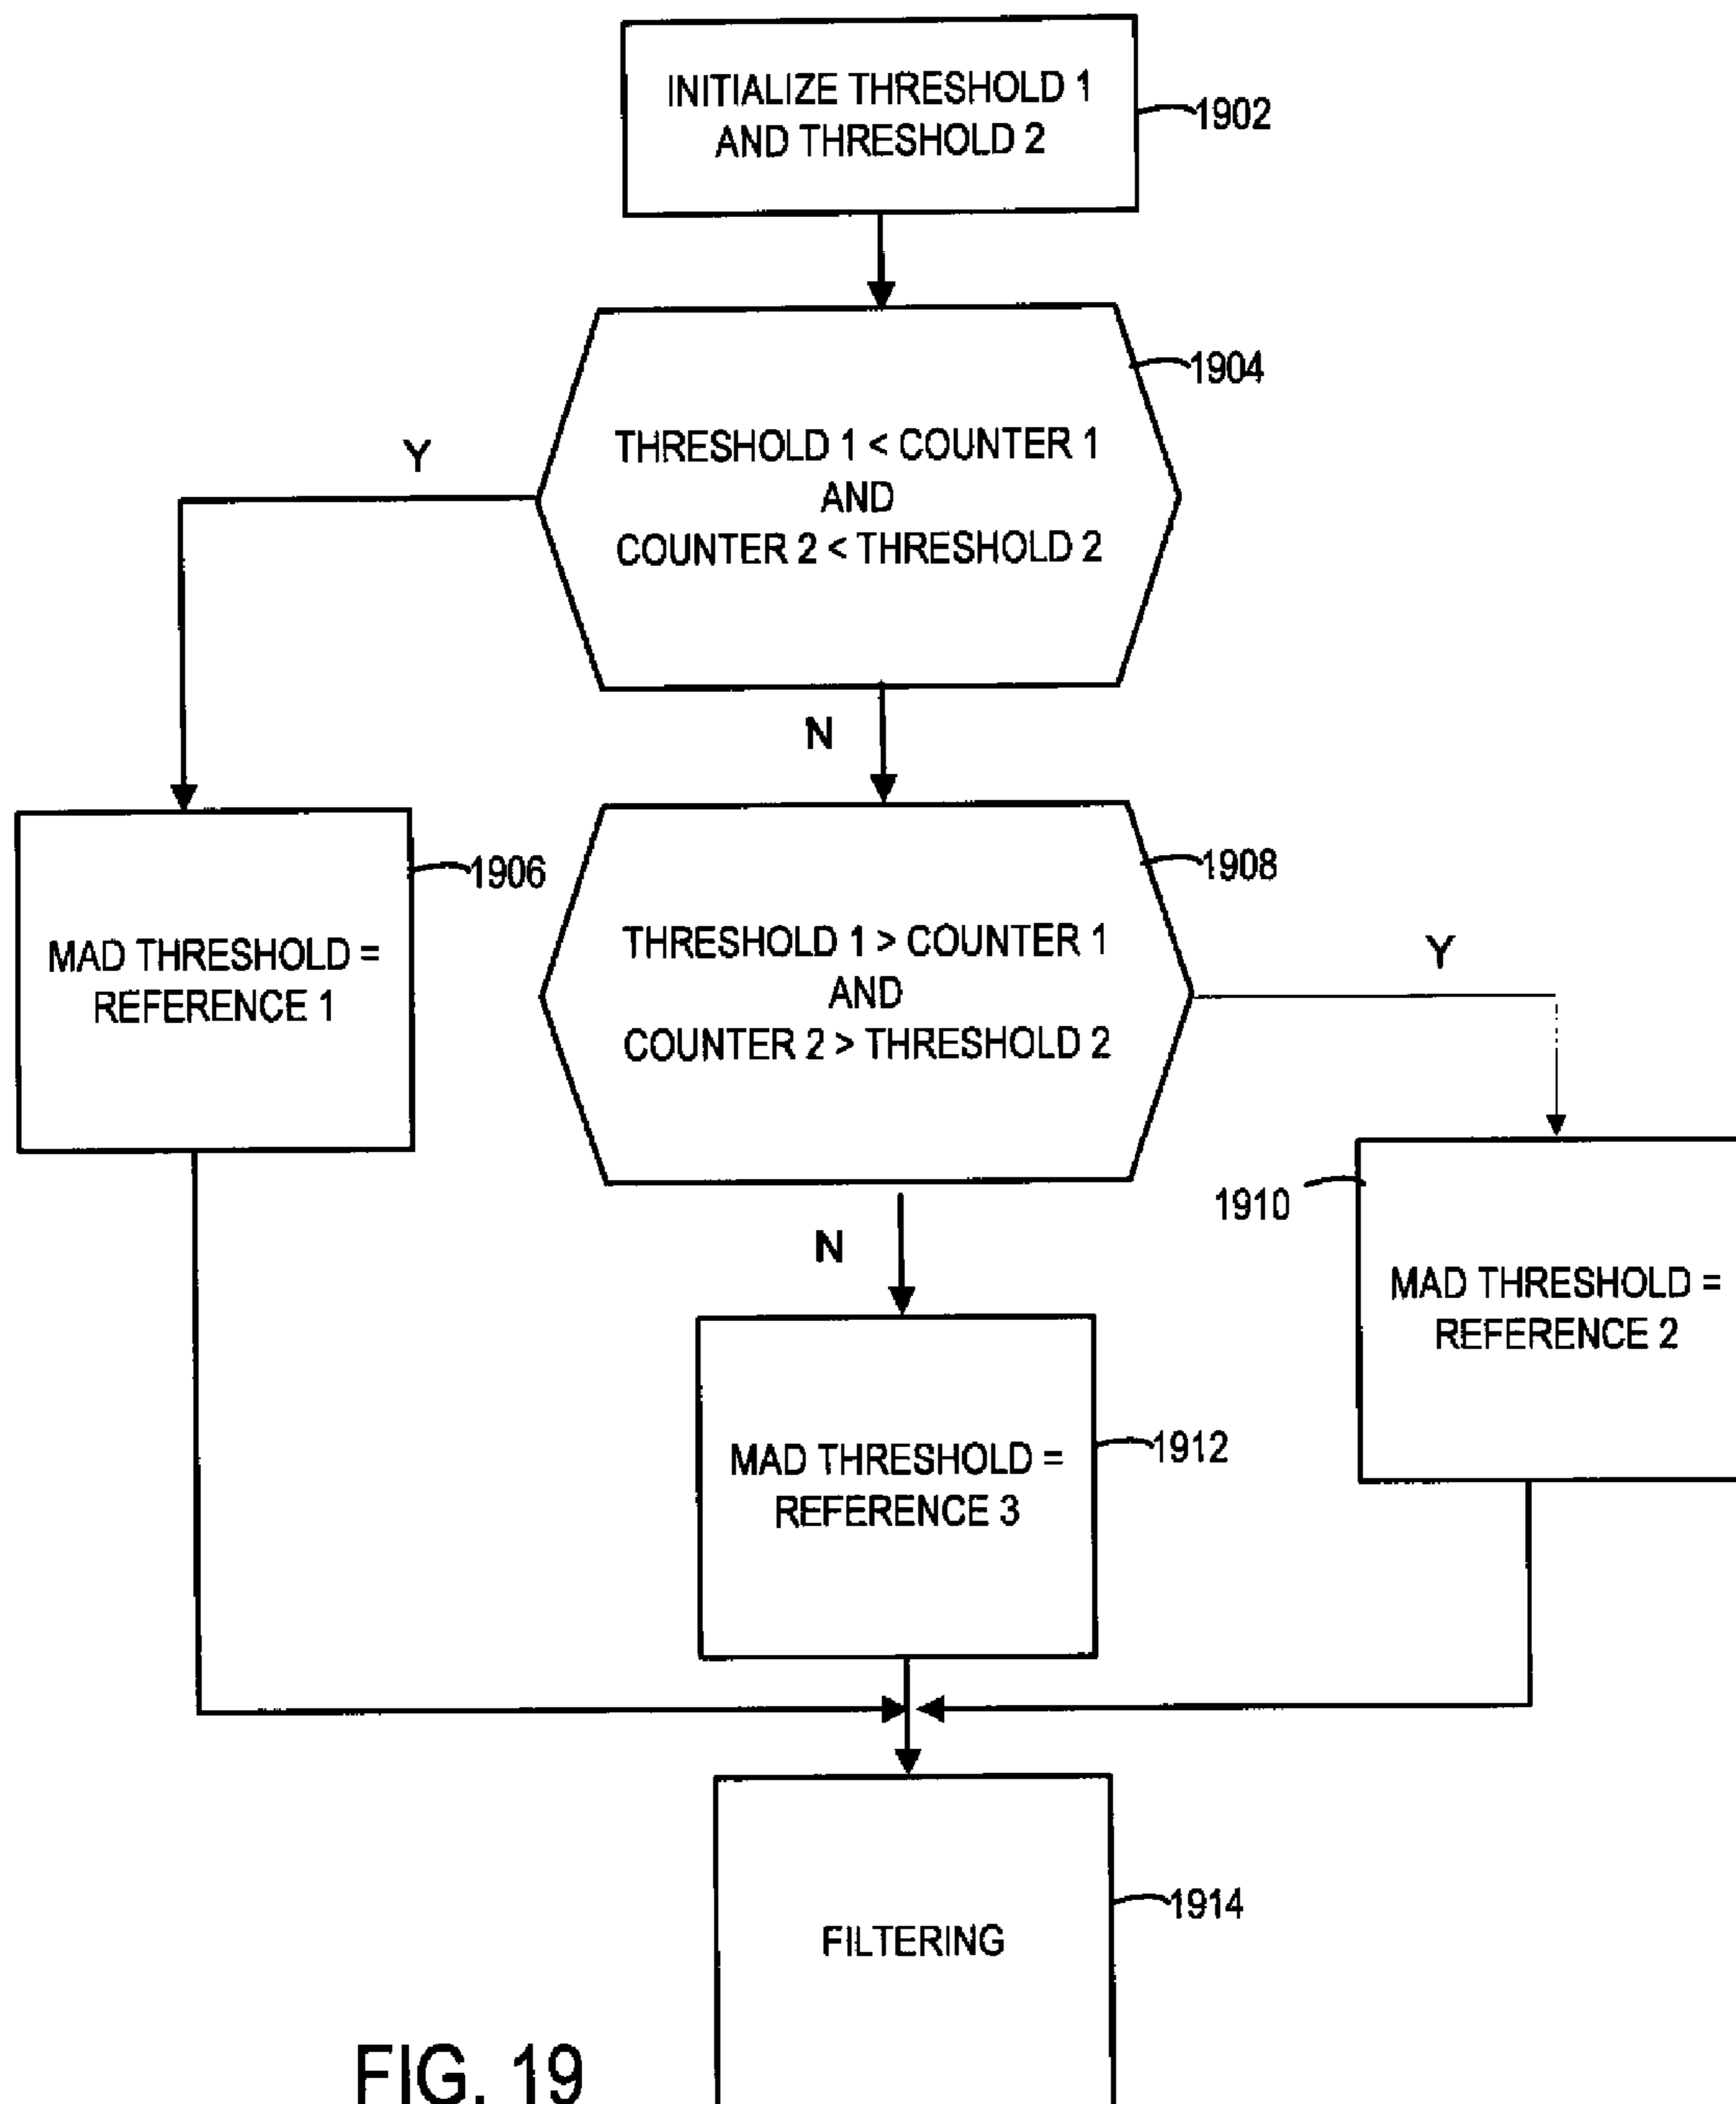 INITIALIZE THRESHOLD 1
AND THRESHOLD 2
1902
1904
THRESHOLD 1 < COUNTER 1
AND
COUNTER 2 < THRESHOLD 2
Y
N
1906
MAD THRESHOLD =
REFERENCE 1
1908
THRESHOLD 1 > COUNTER 1
AND
COUNTER 2 > THRESHOLD 2
Y
1910
MAD THRESHOLD =
REFERENCE 2
N
1912
MAD THRESHOLD =
REFERENCE 3
1914
FILTERING
FIG. 19